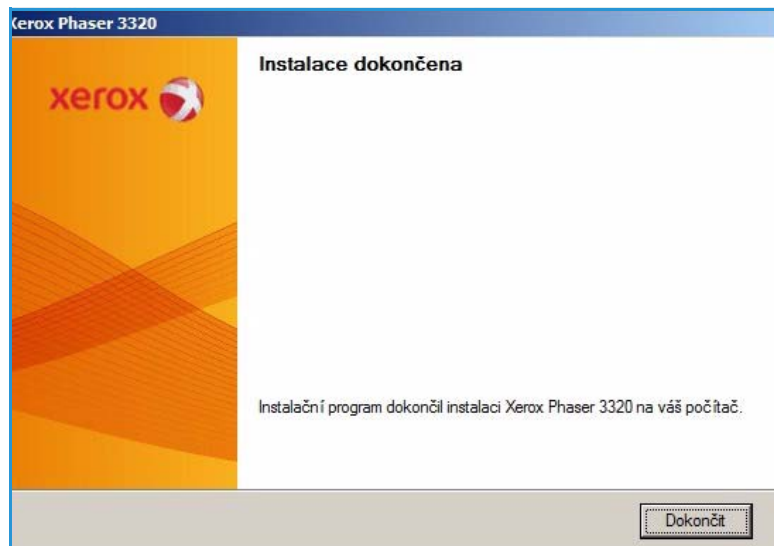 Xerox Phaser 3320
xerox
Instalace dokončena
Instalační program dokončil instalaci Xerox Phaser 3320 na váš počítač.
Dokončit